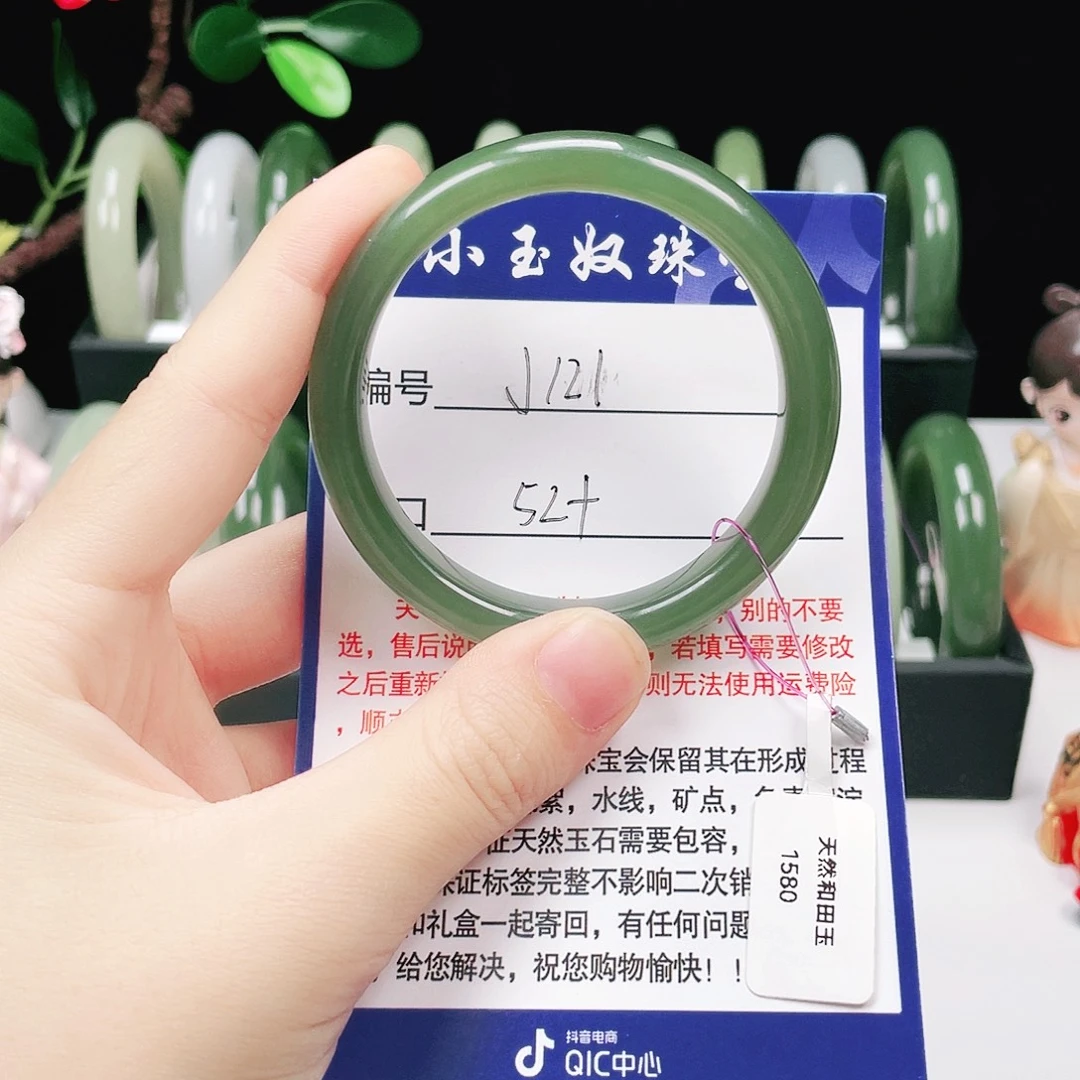 小玉奴珠
编号 J121
口 52+
别的不要
选，售后说 ，若填写需要修改
之后重新 则无法使用运费险
，顺
珠宝会保留其在形成过程
絮，水线，矿点，
征天然玉石需要包容，
保证标签完整不影响二次销
和礼盒一起寄回，有任何问题
给您解决，祝您购物愉快！！
天然和田玉
1580
抖音电商
QIC中心